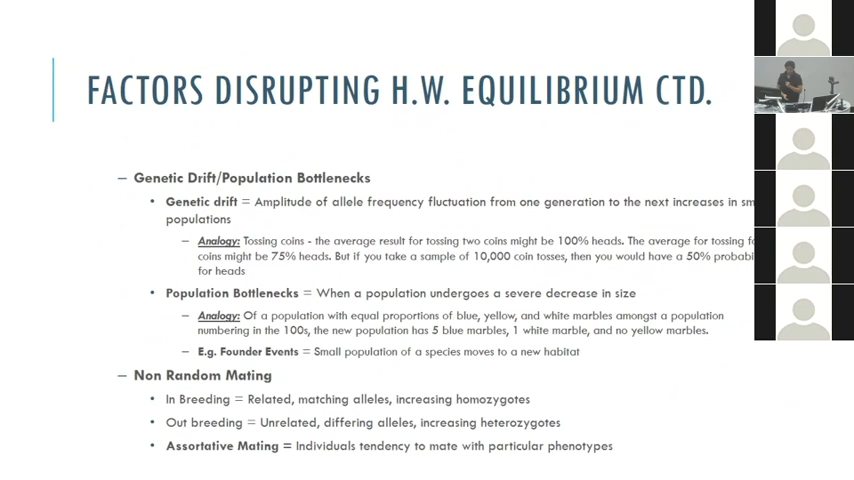 FACTORS DISRUPTING H.W. EQUILIBRIUM CTD.
– Genetic Drift/Population Bottlenecks
• Genetic drift = Amplitude of allele frequency fluctuation from one generation to the next increases in
populations
– Analogy: Tossing coins - the average result for tossing two coins might be 100% heads. The average for tossing
coins might be 75% heads. But if you take a sample of 10,000 coin tosses, then you would have a 50%
for heads
• Population Bottlenecks = When a population undergoes a severe decrease in size
– Analogy: Of a population with equal proportions of blue, yellow, and white marbles amongst a population
numbering in the 100s, the new population has 5 blue marbles, 1 white marble, and no yellow marbles.
– E.g. Founder Events = Small population of a species moves to a new habitat
– Non Random Mating
• In Breeding = Related, matching alleles, increasing homozygotes
• Out breeding = Unrelated, differing alleles, increasing heterozygotes
• Assortative Mating = Individuals tendency to mate with particular phenotypes